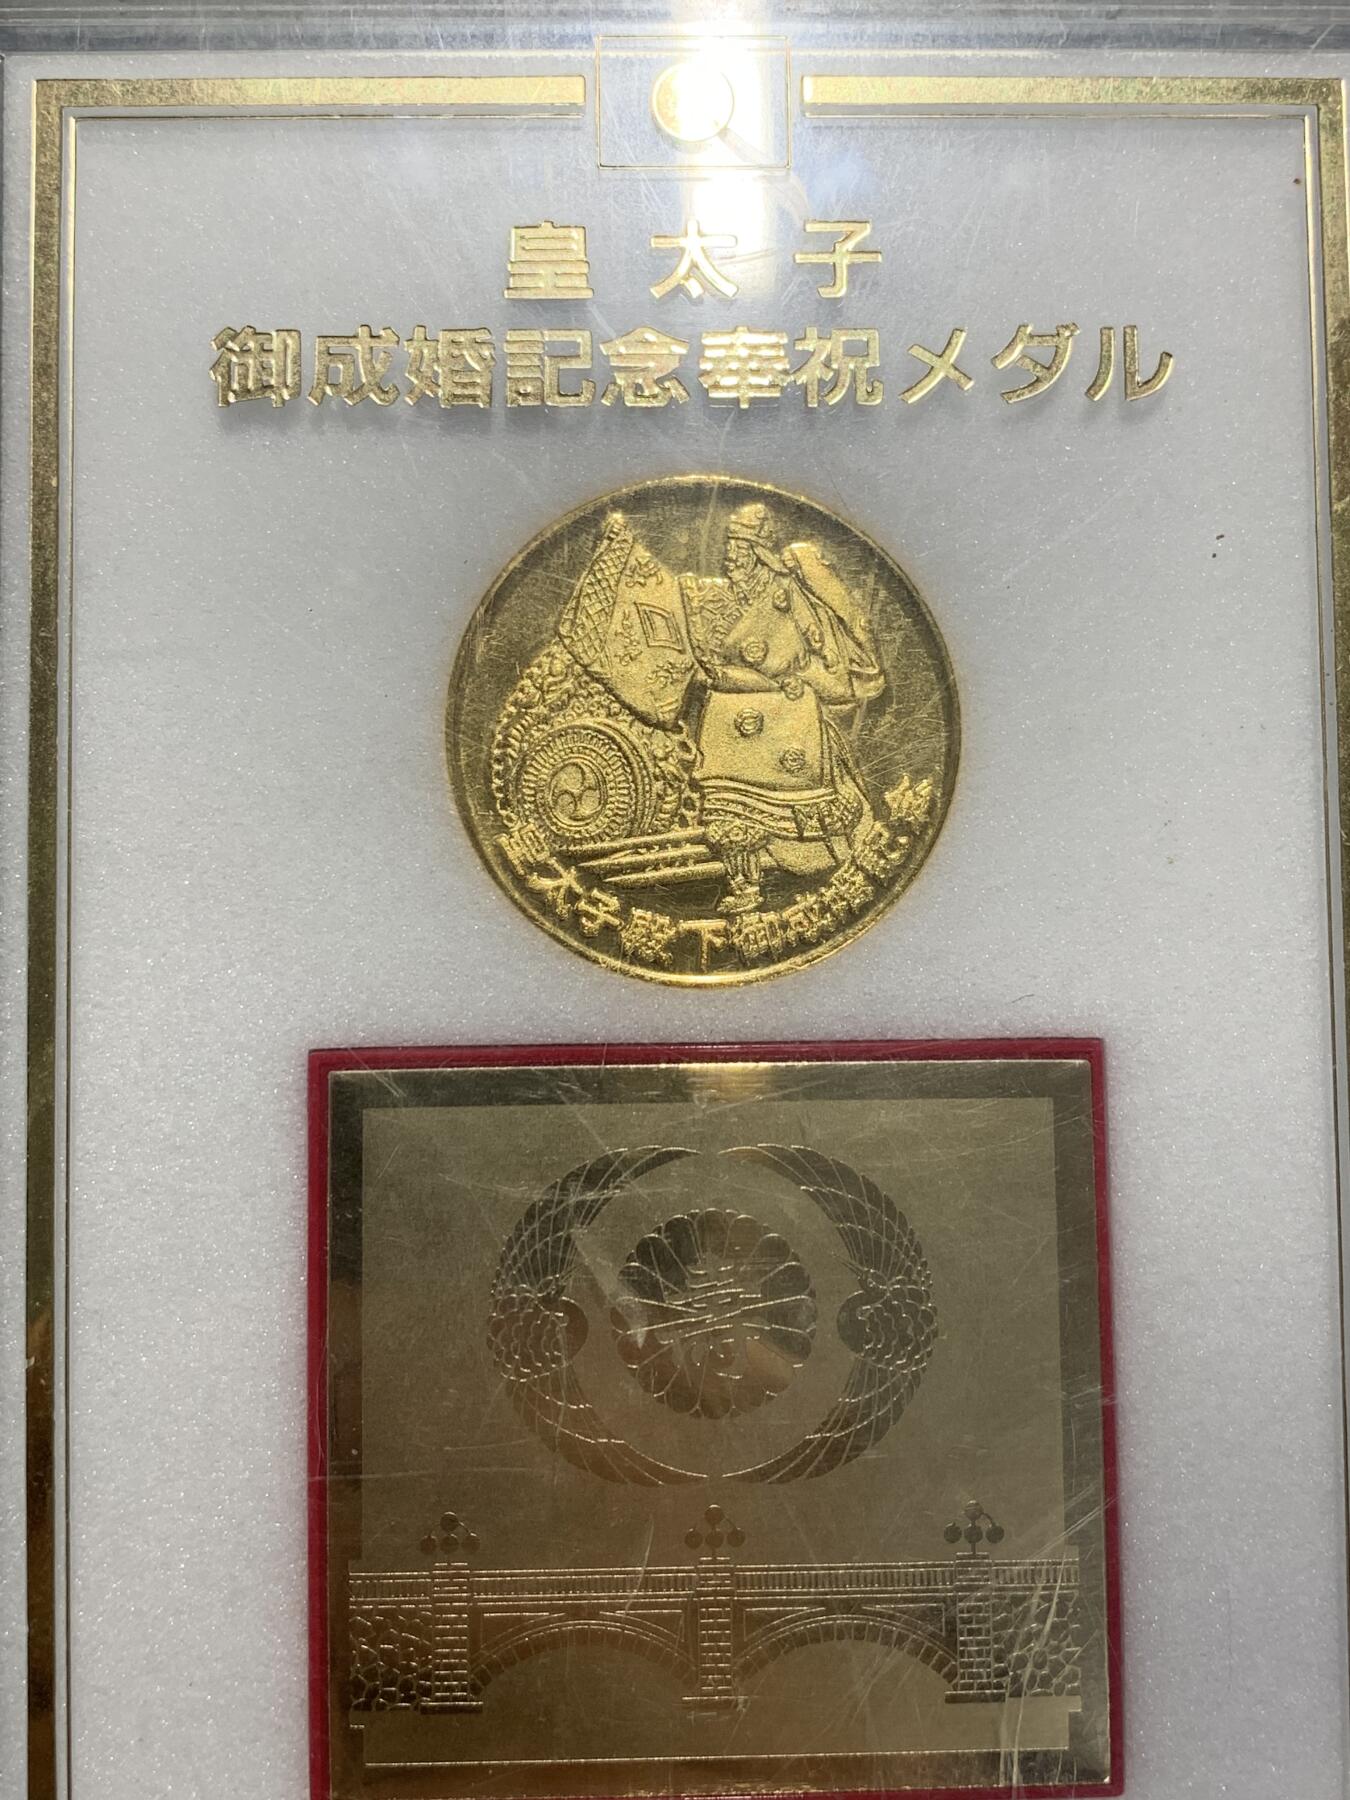 皇太子
御成婚記念奉祝メダル
皇太子殿下御成婚記念
寿